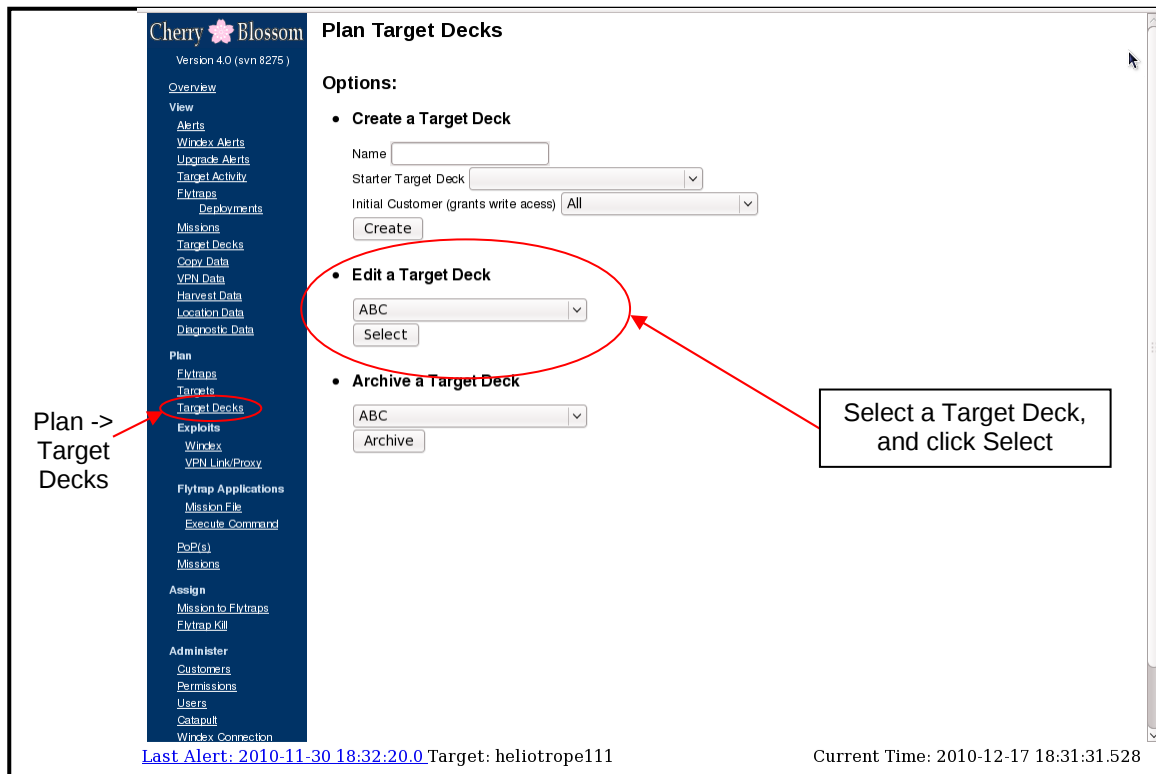 Cherry Blossom
Version 4.0 (svn 8275 )
Overview
View
Alerts
Windex Alerts
Upgrade Alerts
Target Activity
Flytraps
Deployments
Missions
Target Decks
Copy Data
VPN Data
Harvest Data
Location Data
Diagnostic Data
Plan
Flytraps
Targets
Target Decks
Exploits
Windex
VPN Link/Proxy
Flytrap Applications
Mission File
Execute Command
PoP(s)
Missions
Assign
Mission to Flytraps
Flytrap Kill
Administer
Customers
Permissions
Users
Catapult
Windex Connection
Plan Target Decks
Options:
• Create a Target Deck
Name
Starter Target Deck
Initial Customer (grants write acess) All
Create
• Edit a Target Deck
ABC
Select
• Archive a Target Deck
ABC
Archive
Plan ->
Target
Decks
Select a Target Deck,
and click Select
Last Alert: 2010-11-30 18:32:20.0 Target: heliotrope111
Current Time: 2010-12-17 18:31:31.528